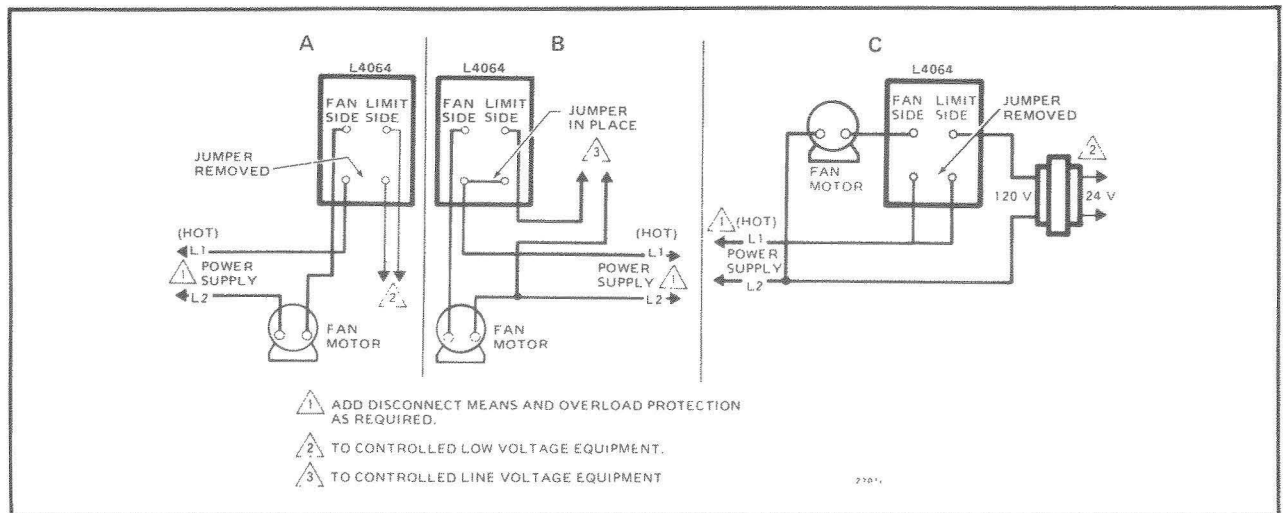 A
L4064
FAN SIDE
LIMIT SIDE
JUMPER REMOVED
(HOT)
L1
1 POWER SUPPLY
L2
2
FAN MOTOR
B
L4064
FAN SIDE
LIMIT SIDE
JUMPER IN PLACE
3
(HOT)
L1
POWER SUPPLY 1
L2
FAN MOTOR
C
L4064
FAN SIDE
LIMIT SIDE
JUMPER REMOVED
FAN MOTOR
2
120 V
24 V
1 (HOT)
L1
POWER SUPPLY
L2
1 ADD DISCONNECT MEANS AND OVERLOAD PROTECTION
AS REQUIRED.
2 TO CONTROLLED LOW VOLTAGE EQUIPMENT.
3 TO CONTROLLED LINE VOLTAGE EQUIPMENT